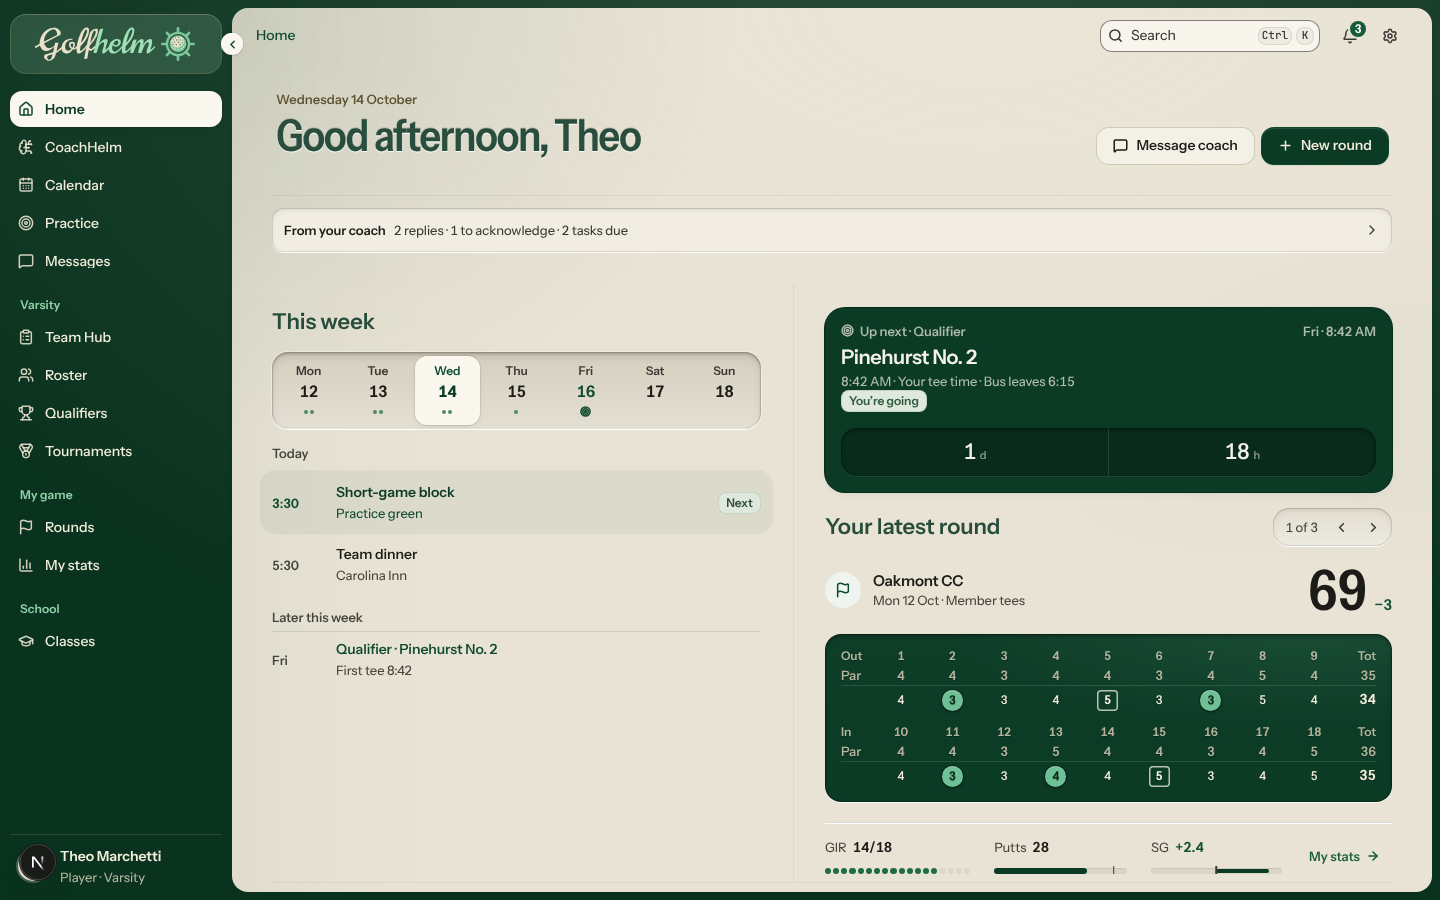 Golfhelm
Home
CoachHelm
Calendar
Practice
Messages
Varsity
Team Hub
Roster
Qualifiers
Tournaments
My game
Rounds
My stats
School
Classes
N
Theo Marchetti
Player · Varsity
Home
Search Ctrl K
3
Wednesday 14 October
Good afternoon, Theo
Message coach
New round
From your coach 2 replies · 1 to acknowledge · 2 tasks due
This week
Mon Tue Wed Thu Fri Sat Sun
12 13 14 15 16 17 18
Today
3:30 Short-game block
Practice green
Next
5:30 Team dinner
Carolina Inn
Later this week
Fri Qualifier · Pinehurst No. 2
First tee 8:42
Up next · Qualifier Fri · 8:42 AM
Pinehurst No. 2
8:42 AM · Your tee time · Bus leaves 6:15
You're going
1 d 18 h
Your latest round
1 of 3
Oakmont CC
Mon 12 Oct · Member tees
69 −3
Out 1 2 3 4 5 6 7 8 9 Tot
Par 4 4 3 4 4 3 4 5 4 35
4 3 3 4 5 3 3 5 4 34
In 10 11 12 13 14 15 16 17 18 Tot
Par 4 4 3 5 4 4 3 4 5 36
4 3 3 4 4 5 3 4 5 35
GIR 14/18
Putts 28
SG +2.4
My stats